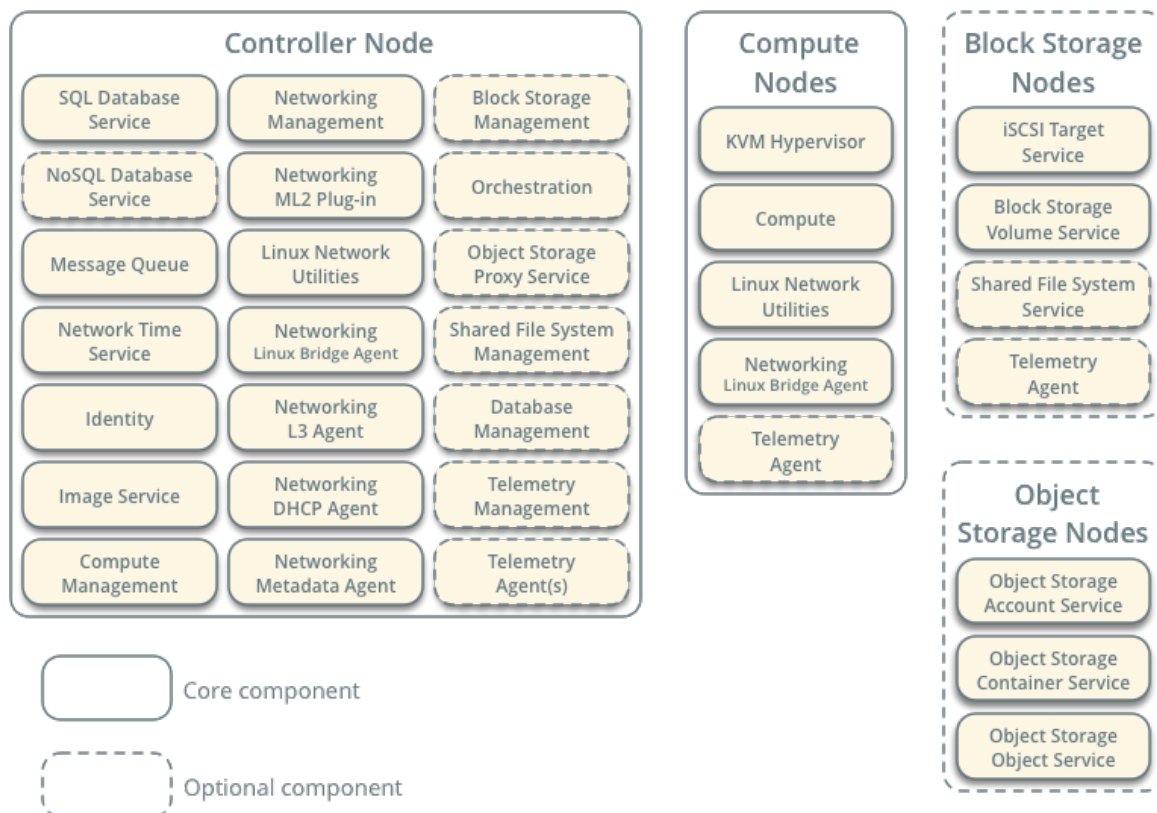 Controller Node
SQL Database
Service
Networking
Management
Block Storage
Management
NoSQL Database
Service
Networking
ML2 Plug-in
Orchestration
Message Queue
Linux Network
Utilities
Object Storage
Proxy Service
Network Time
Service
Networking
Linux Bridge Agent
Shared File System
Management
Identity
Networking
L3 Agent
Database
Management
Image Service
Networking
DHCP Agent
Telemetry
Management
Compute
Management
Networking
Metadata Agent
Telemetry
Agent(s)
Compute
Nodes
KVM Hypervisor
Compute
Linux Network
Utilities
Networking
Linux Bridge Agent
Telemetry
Agent
Block Storage
Nodes
iSCSI Target
Service
Block Storage
Volume Service
Shared File System
Service
Telemetry
Agent
Object
Storage Nodes
Object Storage
Account Service
Object Storage
Container Service
Object Storage
Object Service
Core component
Optional component